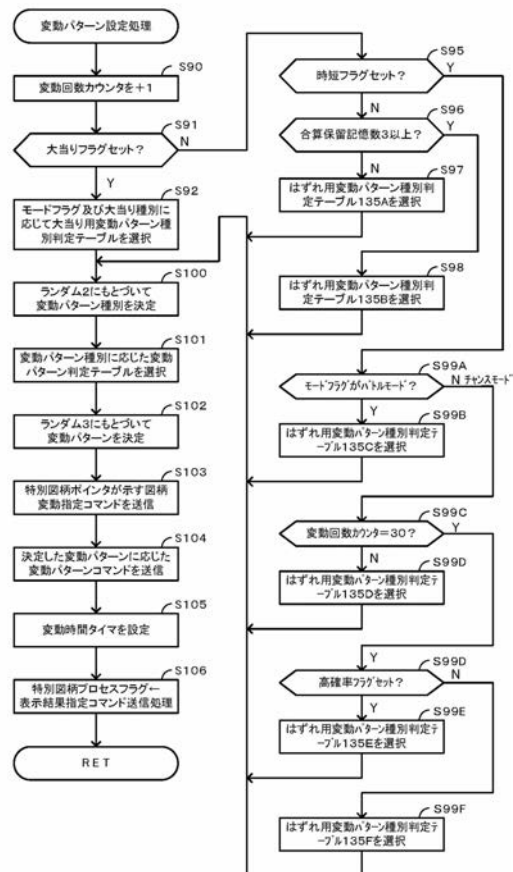 変動パターン設定処理
S90
変動回数カウンタを+1
S91
大当りフラグセット?
N
Y
S92
モードフラグ及び大当り種別に
応じて大当り用変動パターン種
別判定テーブルを選択
S100
ランダム2にもとづいて
変動パターン種別を決定
S101
変動パターン種別に応じた変動
パターン判定テーブルを選択
S102
ランダム3にもとづいて
変動パターンを決定
S103
特別図柄ポインタが示す図柄
変動指定コマンドを送信
S104
決定した変動パターンに応じた
変動パターンコマンドを送信
S105
変動時間タイマを設定
S106
特別図柄プロセスフラグ←
表示結果指定コマンド送信処理
RET
S95
時短フラグセット?
Y
N
S96
合算保留記憶数3以上?
Y
N
S97
はずれ用変動パターン種別判
定テーブル135Aを選択
S98
はずれ用変動パターン種別判
定テーブル135Bを選択
S99A
モードフラグがバトルモード?
N チャンスモード
Y
S99B
はずれ用変動パターン種別判定テ
ーブル135Cを選択
S99C
変動回数カウンタ=30?
Y
N
S99D
はずれ用変動パターン種別判定テ
ーブル135Dを選択
Y
S99D
高確率フラグセット?
N
Y
S99E
はずれ用変動パターン種別判定テ
ーブル135Eを選択
S99F
はずれ用変動パターン種別判定テ
ーブル135Fを選択